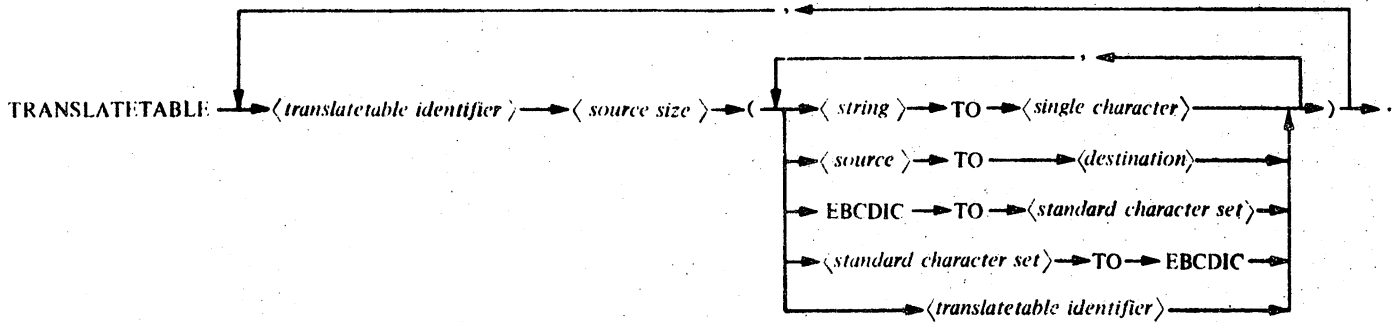 ,
,
TRANSLATETABLE ⟨translatetable identifier⟩ ⟨source size⟩ ( ⟨string⟩ TO ⟨single character⟩ ) .
⟨source⟩ TO ⟨destination⟩
EBCDIC TO ⟨standard character set⟩
⟨standard character set⟩ TO EBCDIC
⟨translatetable identifier⟩